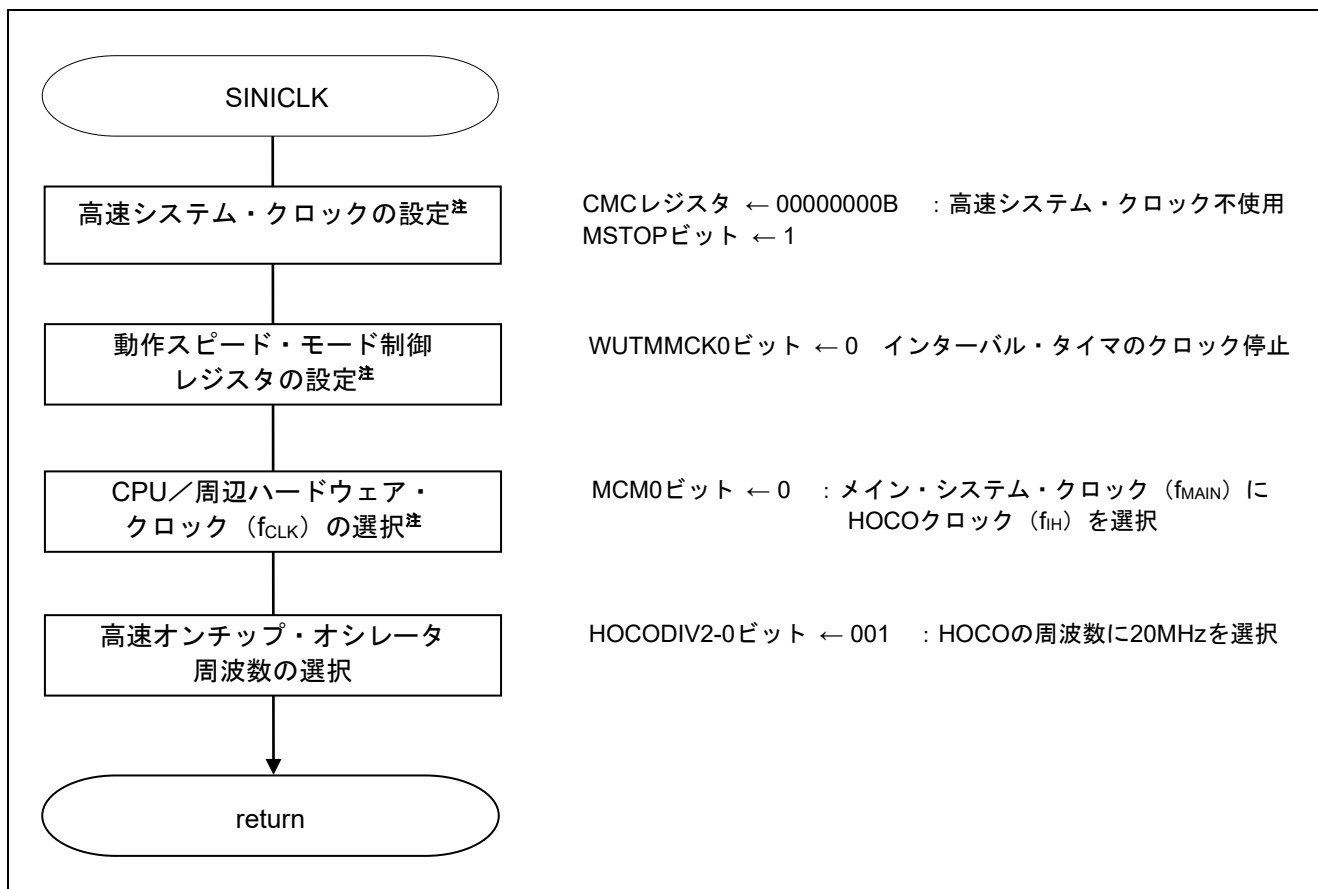 SINICLK
高速システム・クロックの設定注
CMCレジスタ ← 00000000B : 高速システム・クロック不使用
MSTOPビット ← 1
動作スピード・モード制御
レジスタの設定注
WUTMMCK0ビット ← 0 インターバル・タイマのクロック停止
CPU／周辺ハードウェア・
クロック（fCLK）の選択注
MCM0ビット ← 0 : メイン・システム・クロック（fMAIN）に
HOCOクロック（fIH）を選択
高速オンチップ・オシレータ
周波数の選択
HOCODIV2-0ビット ← 001 : HOCOの周波数に20MHzを選択
return